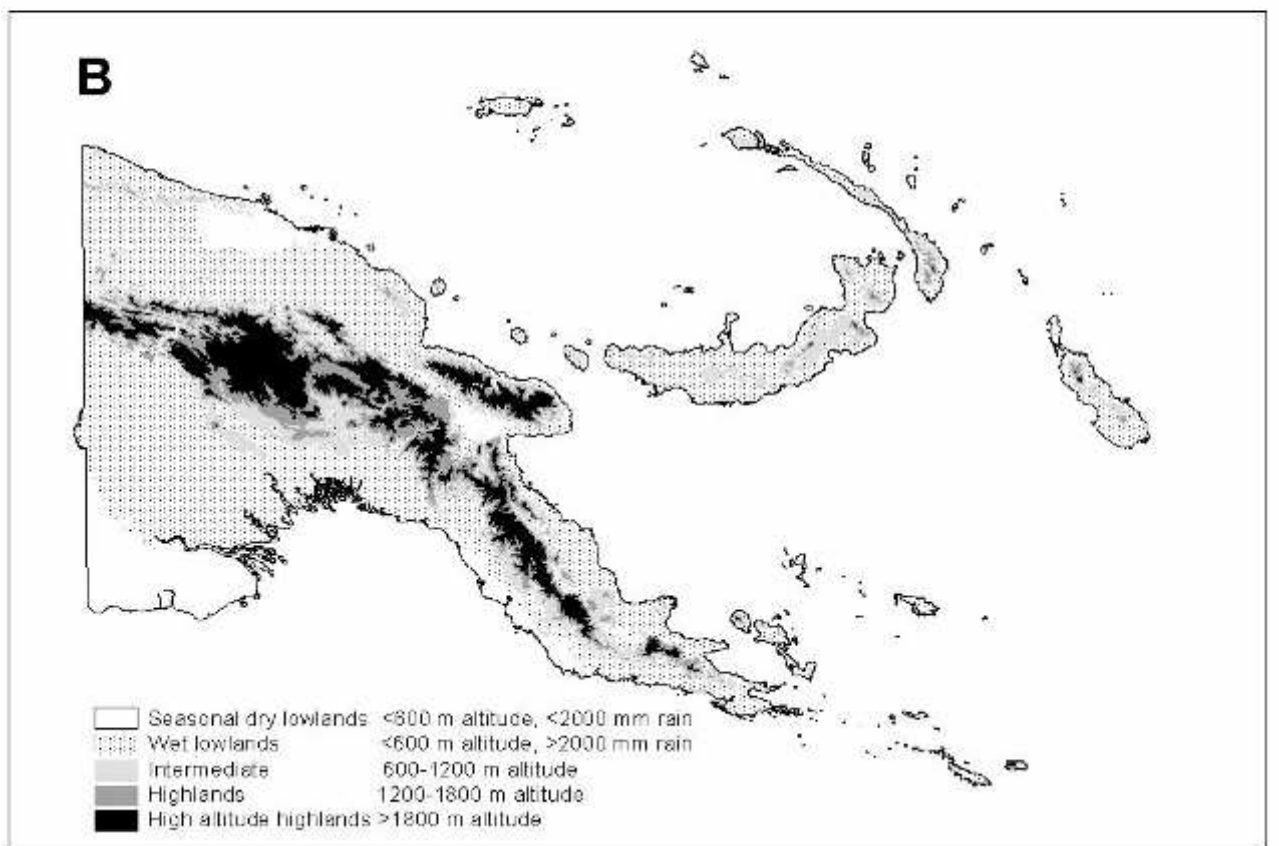 B
Seasonal dry lowlands <600 m altitude, <2000 mm rain
Wet lowlands <600 m altitude, >2000 mm rain
Intermediate 600-1200 m altitude
Highlands 1200-1800 m altitude
High altitude highlands >1800 m altitude